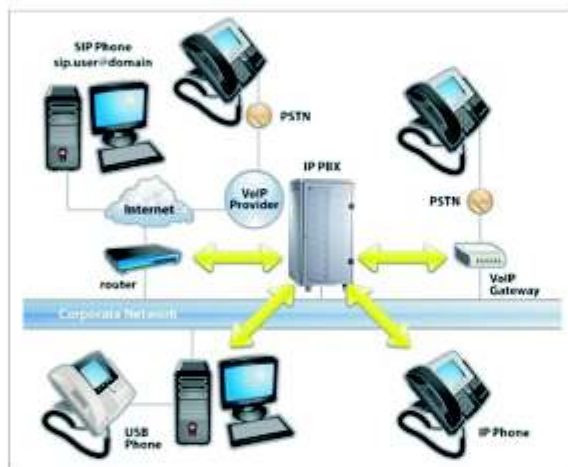 SIP Phone
sip.user@domain
PSTN
IP PBX
VoIP
Provider
Internet
PSTN
router
VoIP
Gateway
Corporate Network
USB
Phone
IP Phone